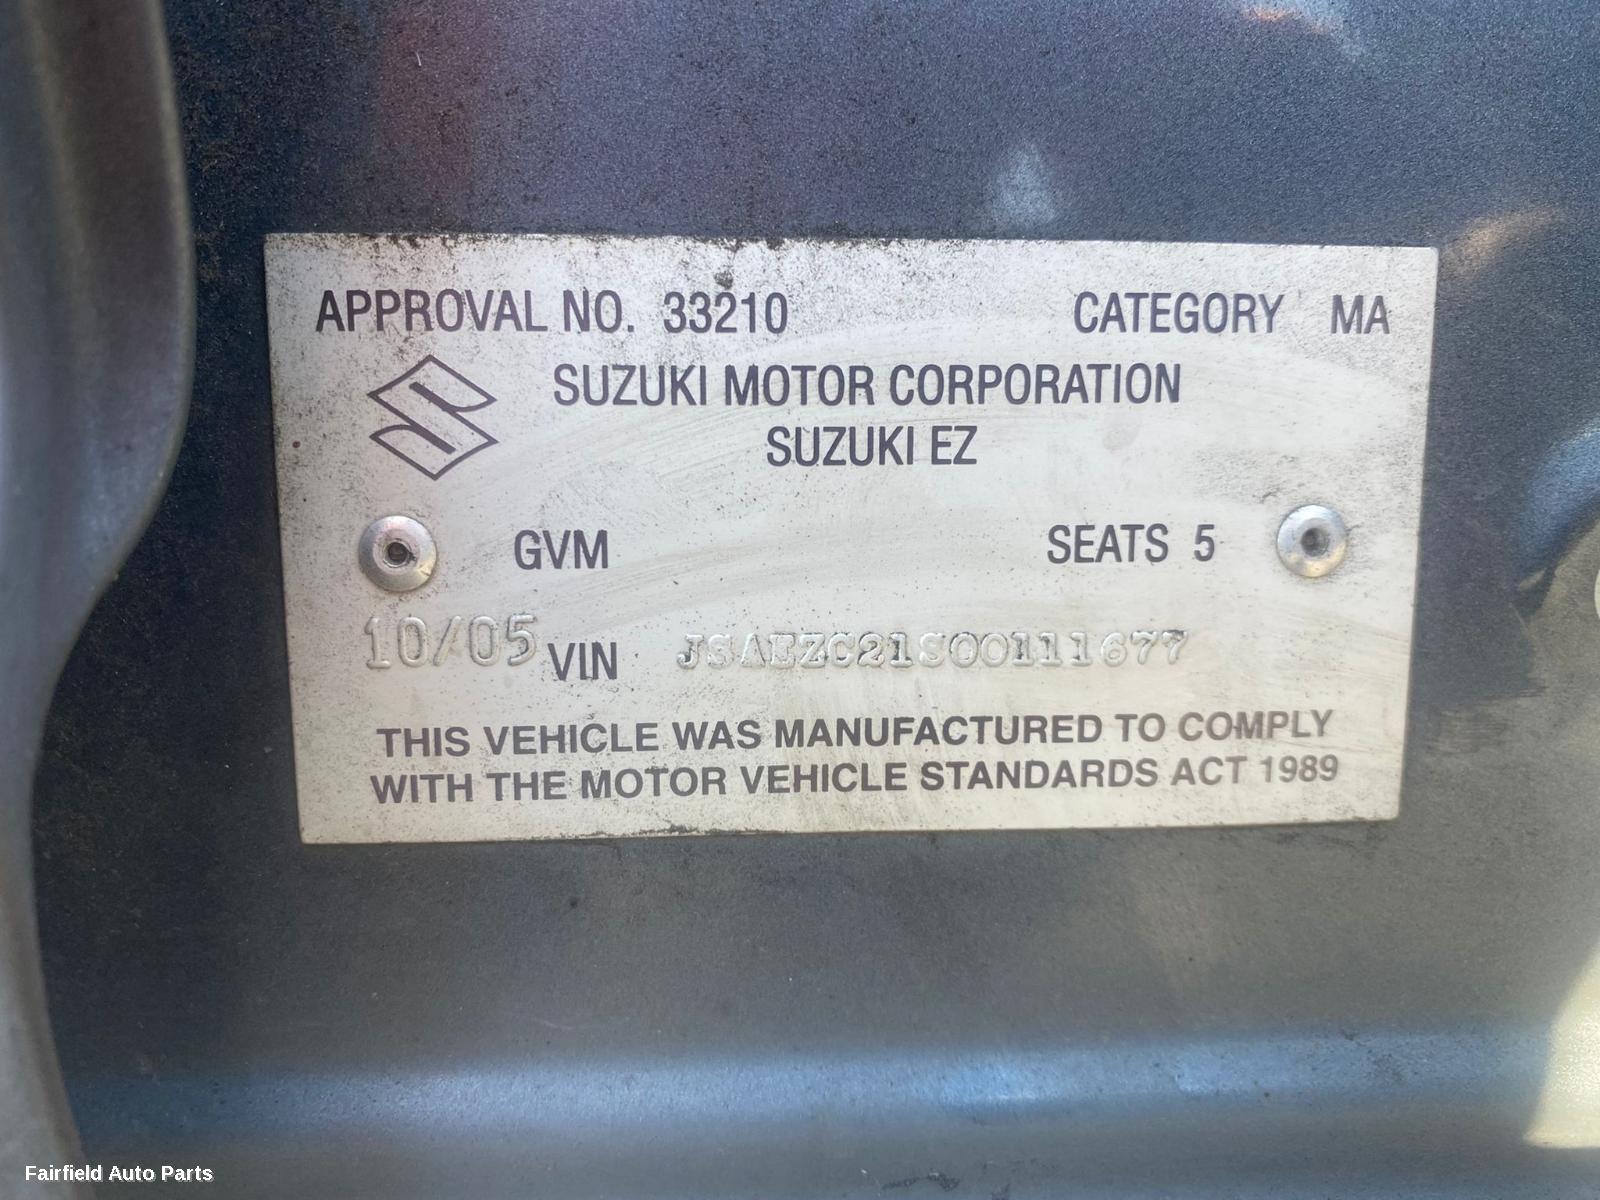 APPROVAL NO. 33210 CATEGORY MA
SUZUKI MOTOR CORPORATION
SUZUKI EZ
GVM SEATS 5
10/05 VIN JSAEZC21S00111677
THIS VEHICLE WAS MANUFACTURED TO COMPLY
WITH THE MOTOR VEHICLE STANDARDS ACT 1989
Fairfield Auto Parts